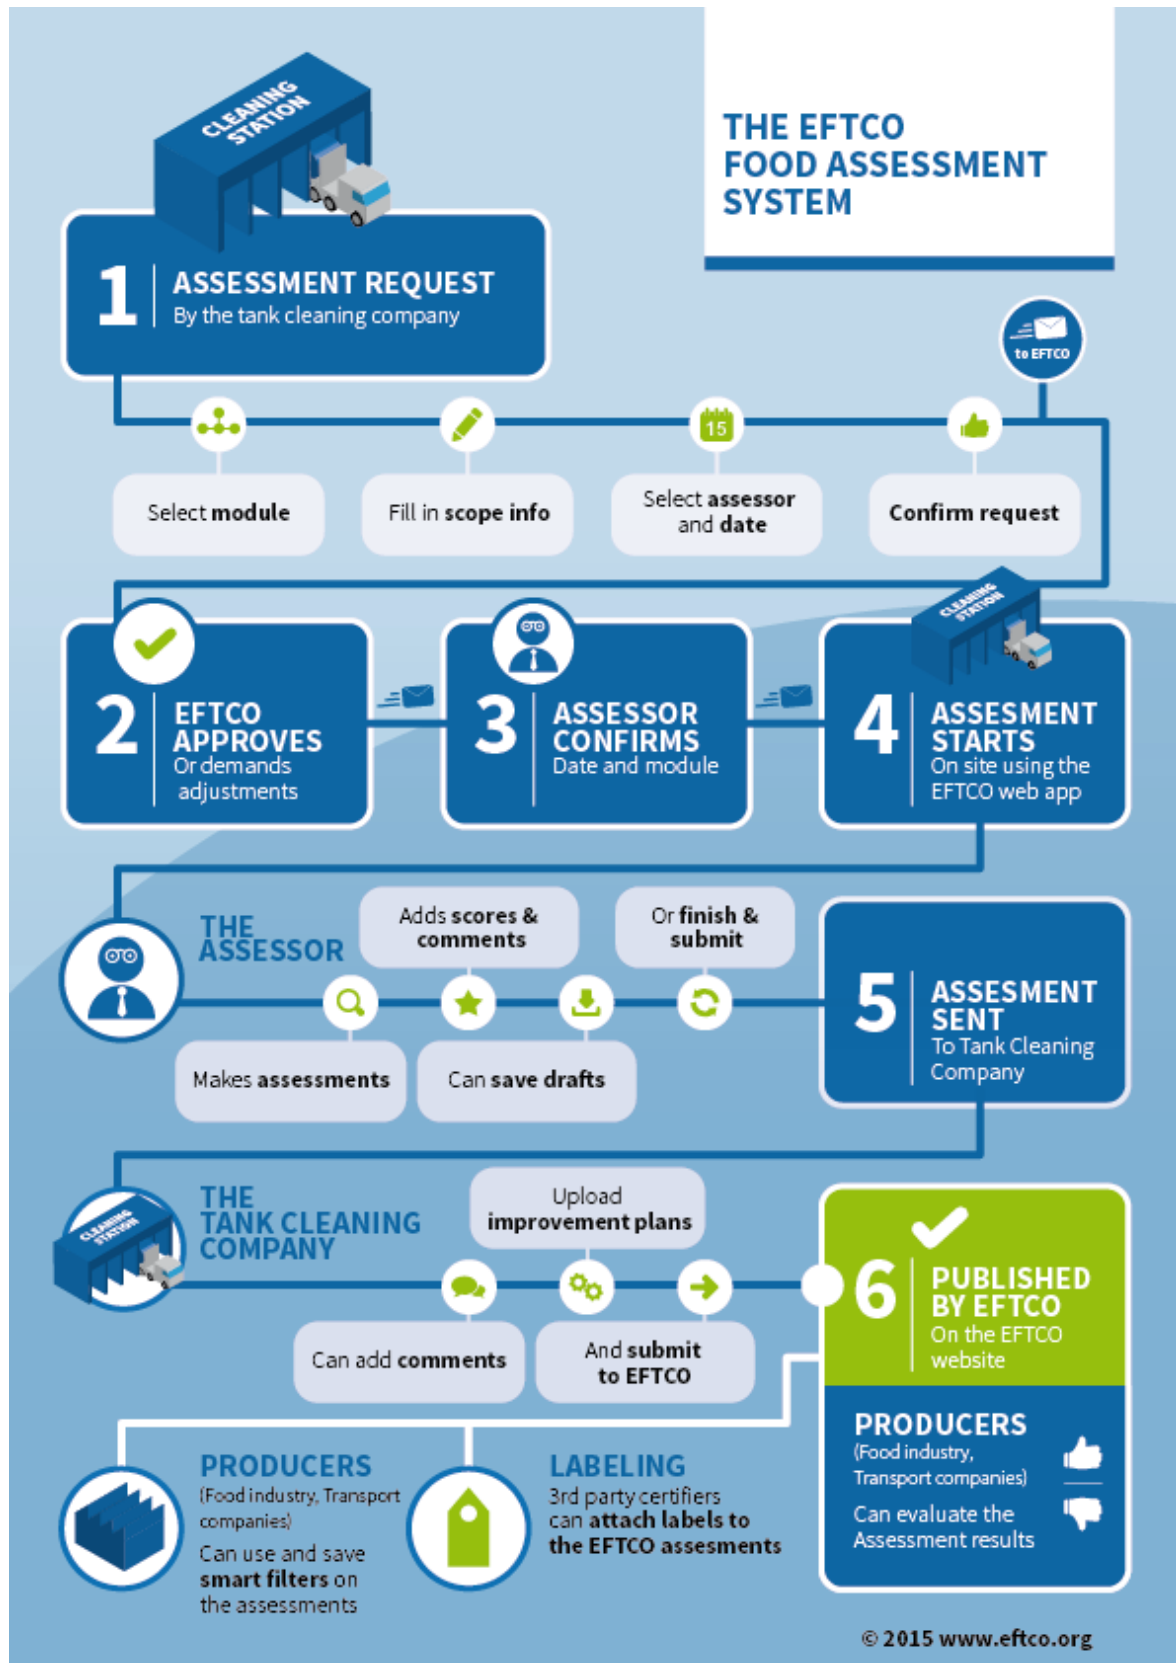 CLEANING
STATION
THE EFTCO
FOOD ASSESSMENT
SYSTEM
1
ASSESSMENT REQUEST
By the tank cleaning company
to EFTCO
15
Select module
Fill in scope info
Select assessor
and date
Confirm request
CLEANING
STATION
2
EFTCO
APPROVES
Or demands
adjustments
3
ASSESSOR
CONFIRMS
Date and module
4
ASSESMENT
STARTS
On site using the
EFTCO web app
THE
ASSESSOR
Adds scores &
comments
Or finish &
submit
Makes assessments
Can save drafts
5
ASSESMENT
SENT
To Tank Cleaning
Company
CLEANING
STATION
THE
TANK CLEANING
COMPANY
Upload
improvement plans
Can add comments
And submit
to EFTCO
6
PUBLISHED
BY EFTCO
On the EFTCO
website
PRODUCERS
(Food industry,
Transport companies)
Can evaluate the
Assessment results
PRODUCERS
(Food industry, Transport
companies)
Can use and save
smart filters on
the assessments
LABELING
3rd party certifiers
can attach labels to
the EFTCO assesments
© 2015 www.eftco.org